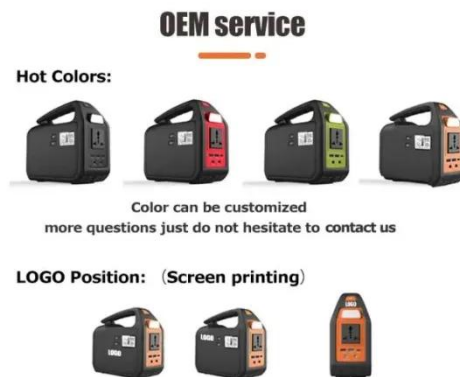 OEM service
Hot Colors:
Color can be customized
more questions just do not hesitate to contact us
LOGO Position: （Screen printing）
LOGO
LOGO
LOGO